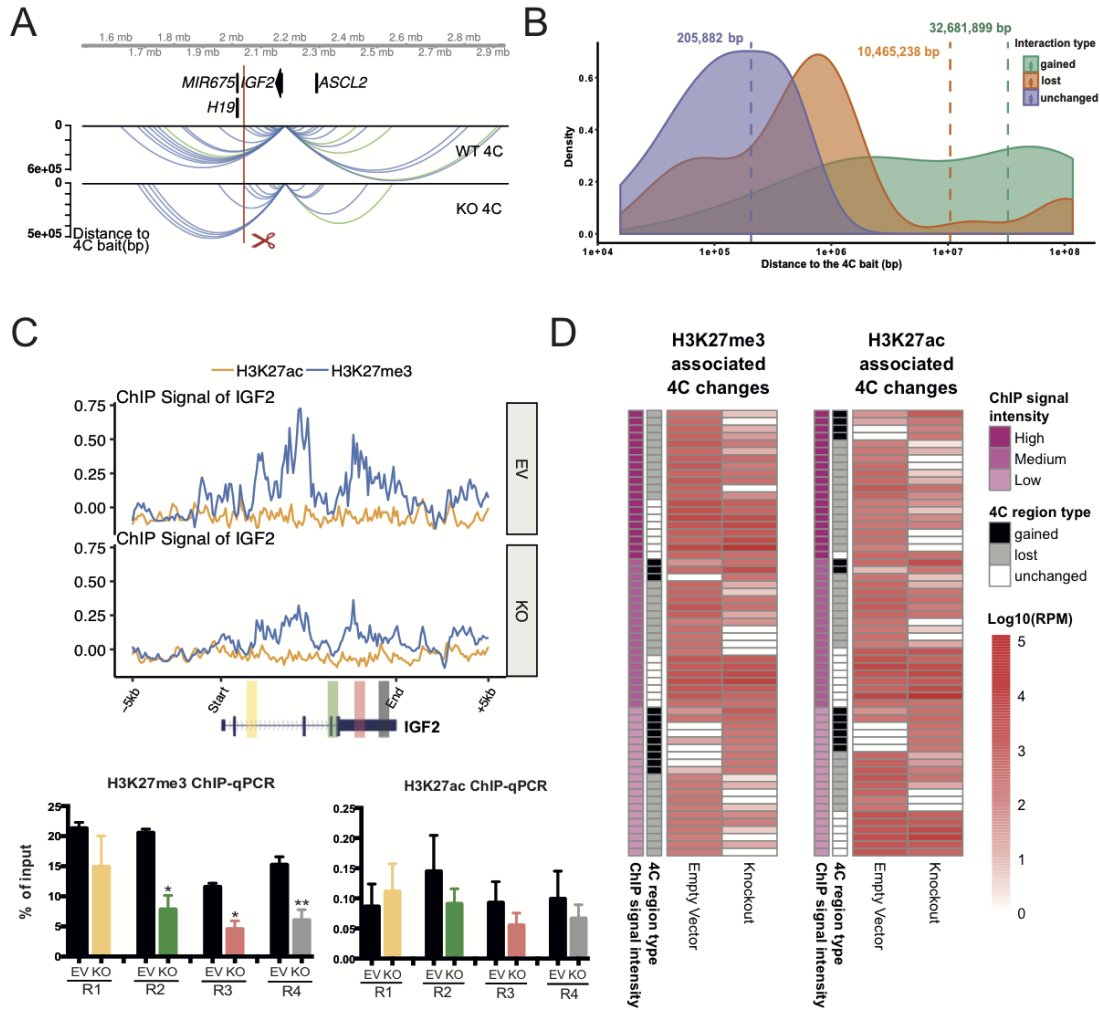 A
1.6 mb 1.8 mb 2 mb 2.2 mb 2.4 mb 2.6 mb 2.8 mb
1.7 mb 1.9 mb 2.1 mb 2.3 mb 2.5 mb 2.7 mb 2.9 mb
MIR675 IGF2 ASCL2
H19
0
WT 4C
6e+05
0
KO 4C
5e+05
Distance to
4C bait(bp)
B
32,681,899 bp
205,882 bp
10,465,238 bp
Interaction type
gained
lost
unchanged
Density
0.6
0.4
0.2
0.0
1e+04 1e+05 1e+06 1e+07 1e+08
Distance to the 4C bait (bp)
C
H3K27ac H3K27me3
ChIP Signal of IGF2
0.75
0.50
0.25
0.00
EV
ChIP Signal of IGF2
0.75
0.50
0.25
0.00
KO
−5kb Start End +5kb
IGF2
H3K27me3 ChIP-qPCR
% of input
25
20
15
10
5
0
* * **
EV KO EV KO EV KO EV KO
R1 R2 R3 R4
H3K27ac ChIP-qPCR
0.25
0.20
0.15
0.10
0.05
0.00
EV KO EV KO EV KO EV KO
R1 R2 R3 R4
D
H3K27me3
associated
4C changes
H3K27ac
associated
4C changes
ChIP signal
intensity
High
Medium
Low
4C region type
gained
lost
unchanged
Log10(RPM)
5
4
3
2
1
0
ChIP signal intensity
4C region type
Empty Vector
Knockout
ChIP signal intensity
4C region type
Empty Vector
Knockout